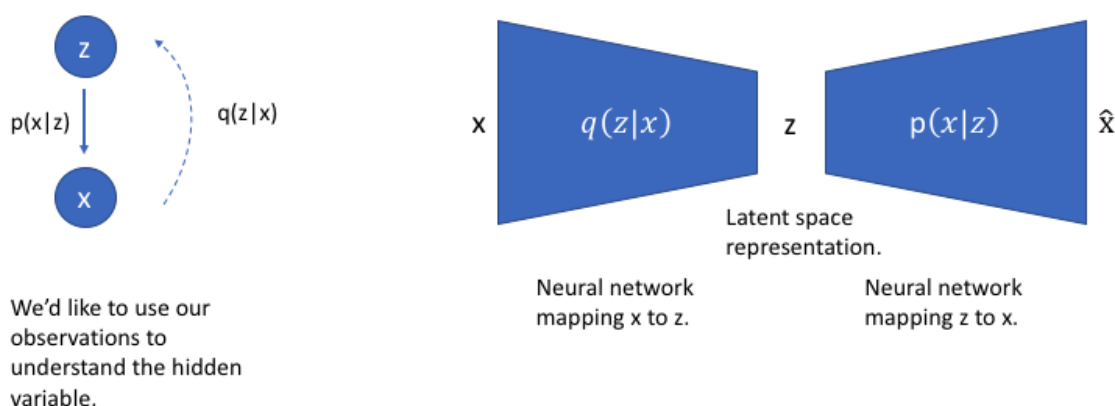 z
p(x|z)
q(z|x)
x
We'd like to use our
observations to
understand the hidden
variable.
x
q(z|x)
z
p(x|z)
x̂
Latent space
representation.
Neural network
mapping x to z.
Neural network
mapping z to x.